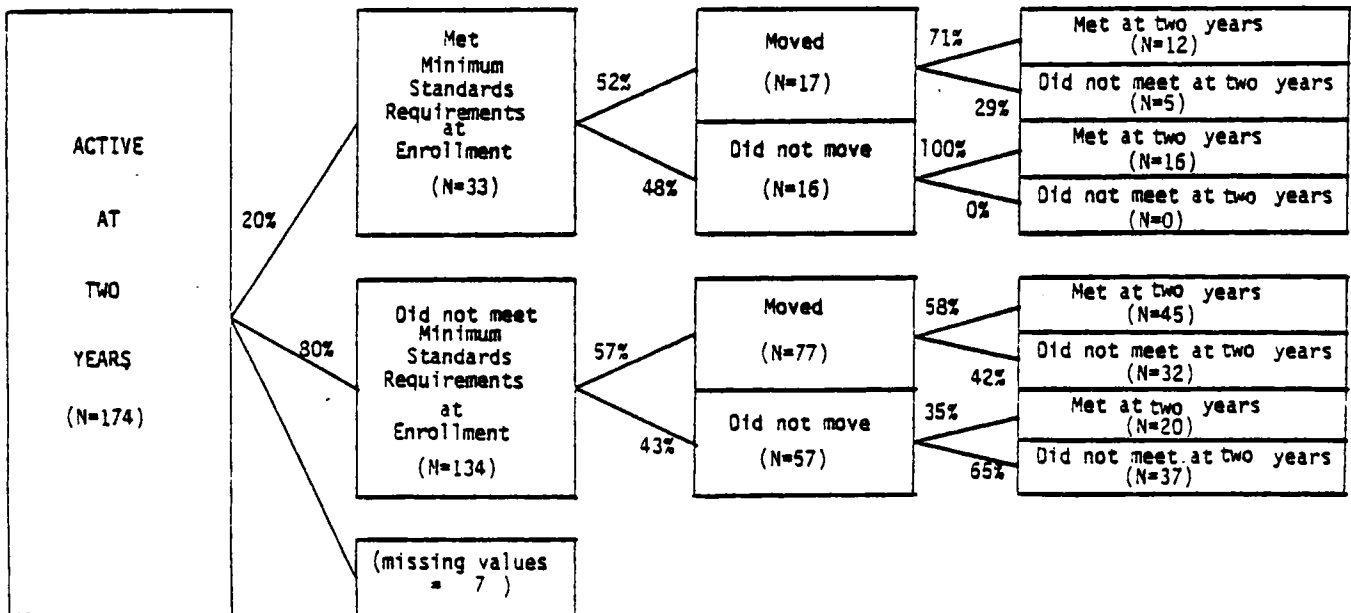 ACTIVE
AT
TWO
YEARS
(N=174)
20%
80%
Met
Minimum
Standards
Requirements
at
Enrollment
(N=33)
52%
48%
Moved
(N=17)
71%
29%
Met at two years
(N=12)
Did not meet at two years
(N=5)
Did not move
(N=16)
100%
0%
Met at two years
(N=16)
Did not meet at two years
(N=0)
Did not meet
Minimum
Standards
Requirements
at
Enrollment
(N=134)
57%
43%
Moved
(N=77)
58%
42%
Met at two years
(N=45)
Did not meet at two years
(N=32)
Did not move
(N=57)
35%
65%
Met at two years
(N=20)
Did not meet at two years
(N=37)
(missing values
= 7 )